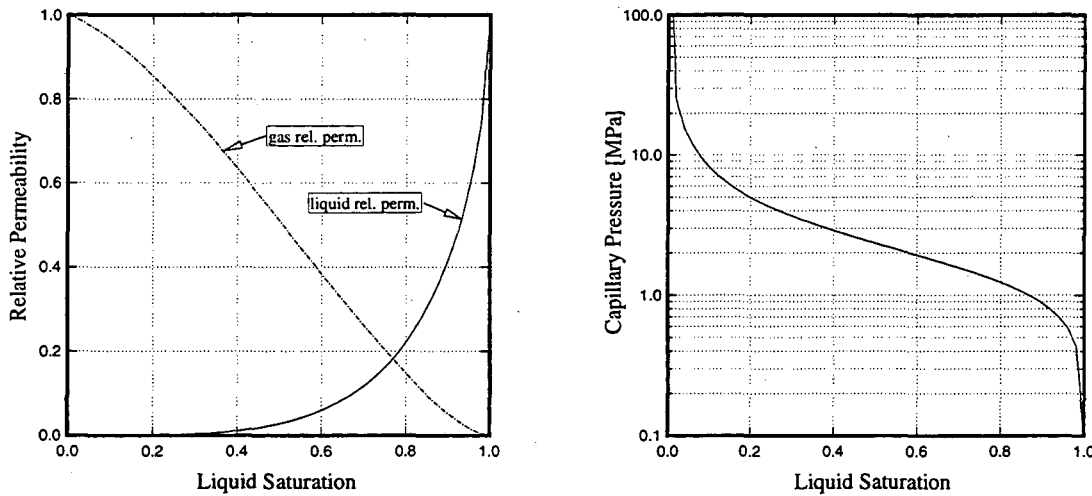 1.0
0.8
0.6
0.4
0.2
0.0
Relative Permeability
gas rel. perm.
liquid rel. perm.
0.0 0.2 0.4 0.6 0.8 1.0
Liquid Saturation
100.0
10.0
1.0
0.1
Capillary Pressure [MPa]
0.0 0.2 0.4 0.6 0.8 1.0
Liquid Saturation